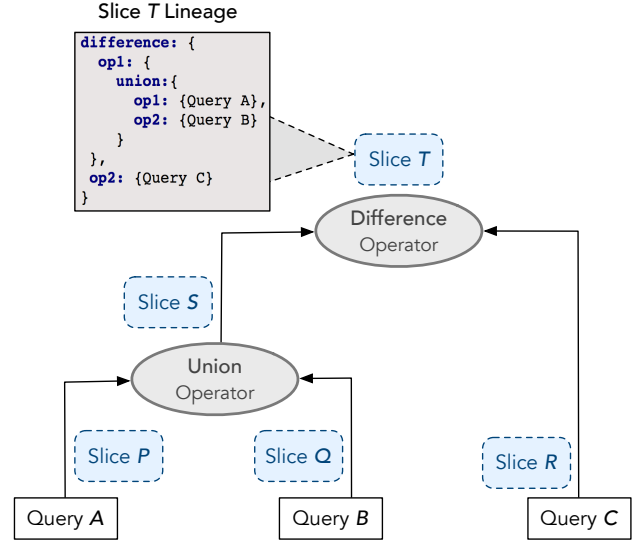 Slice T Lineage
difference: {
op1: {
union:{
op1: {Query A},
op2: {Query B}
}
},
op2: {Query C}
}
Slice T
Difference
Operator
Slice S
Union
Operator
Slice P
Slice Q
Slice R
Query A
Query B
Query C